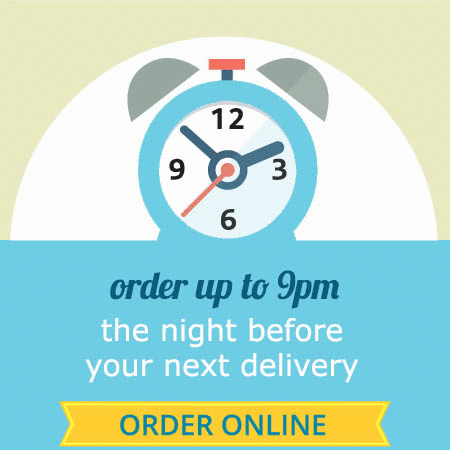 12
9 3
6
order up to 9pm
the night before
your next delivery
ORDER ONLINE